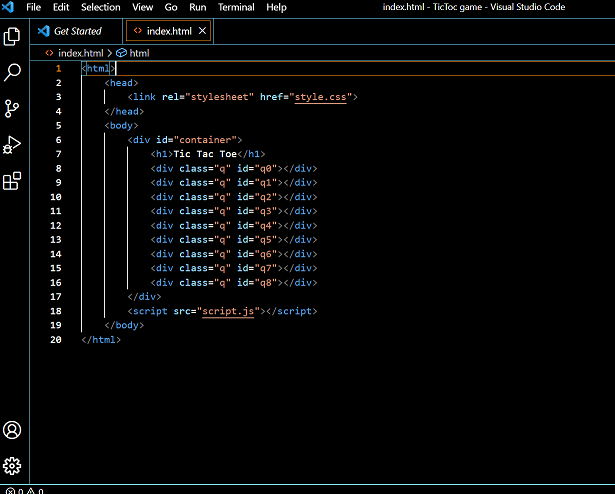 File Edit Selection View Go Run Terminal Help index.html - TicToc game - Visual Studio Code
Get Started index.html
index.html > html
1 <html>
2 <head>
3 <link rel="stylesheet" href="style.css">
4 </head>
5 <body>
6 <div id="container">
7 <h1>Tic Tac Toe</h1>
8 <div class="q" id="q0"></div>
9 <div class="q" id="q1"></div>
10 <div class="q" id="q2"></div>
11 <div class="q" id="q3"></div>
12 <div class="q" id="q4"></div>
13 <div class="q" id="q5"></div>
14 <div class="q" id="q6"></div>
15 <div class="q" id="q7"></div>
16 <div class="q" id="q8"></div>
17 </div>
18 <script src="script.js"></script>
19 </body>
20 </html>
0 0